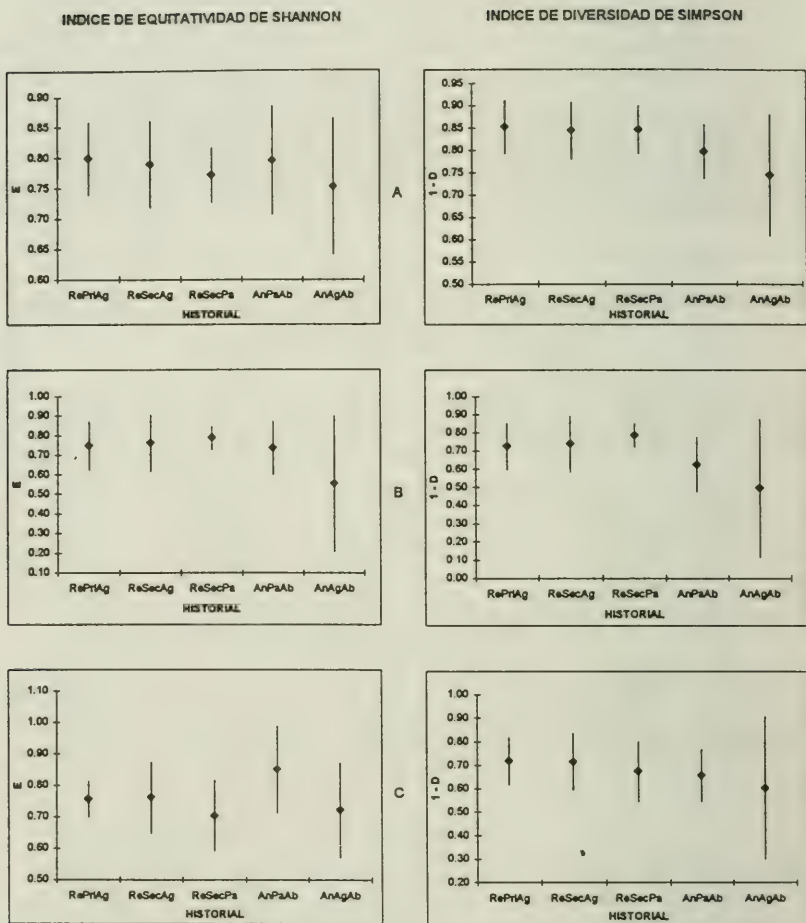 INDICE DE EQUITATIVIDAD DE SHANNON
INDICE DE DIVERSIDAD DE SIMPSON
0.90
0.85
0.80
0.75
0.70
0.65
0.60
E
RePriAg ReSecAg ReSecPa AnPaAb AnAgAb
HISTORIAL
A
0.95
0.90
0.85
0.80
0.75
0.70
0.65
0.60
0.55
0.50
1 - D
RePriAg ReSecAg ReSecPa AnPaAb AnAgAb
HISTORIAL
1.00
0.90
0.80
0.70
0.60
0.50
0.40
0.30
0.20
0.10
E
RePriAg ReSecAg ReSecPa AnPaAb AnAgAb
HISTORIAL
B
1.00
0.90
0.80
0.70
0.60
0.50
0.40
0.30
0.20
0.10
0.00
1 - D
RePriAg ReSecAg ReSecPa AnPaAb AnAgAb
HISTORIAL
1.10
1.00
0.90
0.80
0.70
0.60
0.50
E
RePriAg ReSecAg ReSecPa AnPaAb AnAgAb
HISTORIAL
C
1.00
0.90
0.80
0.70
0.60
0.50
0.40
0.30
0.20
1 - D
RePriAg ReSecAg ReSecPa AnPaAb AnAgAb
HISTORIAL